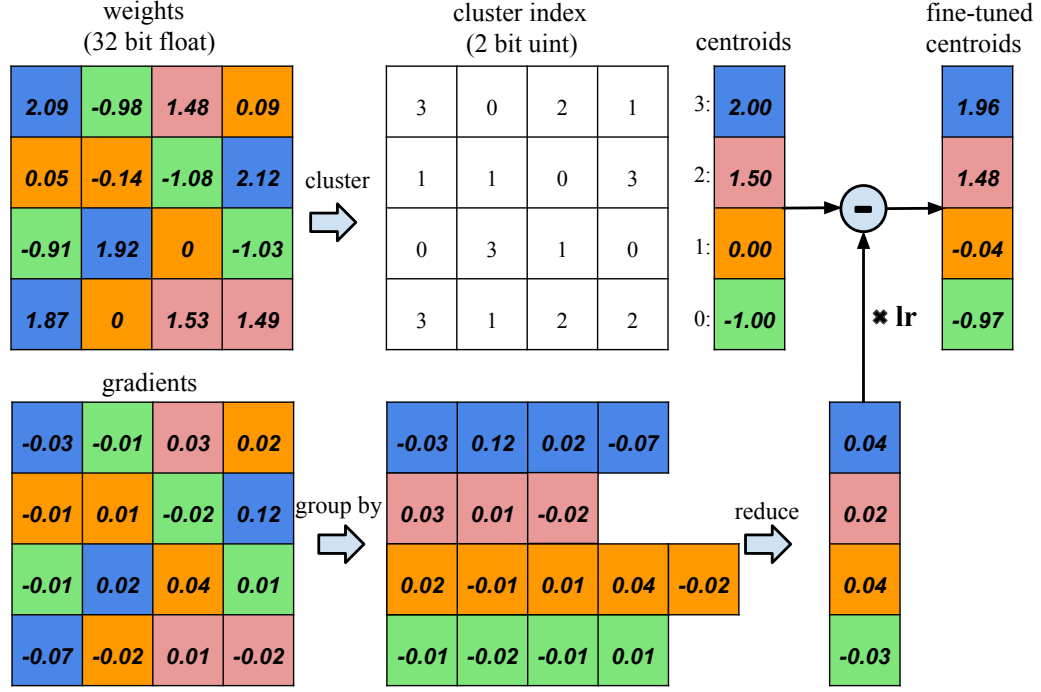 weights
(32 bit float)
cluster index
(2 bit uint)
centroids
fine-tuned
centroids
2.09 -0.98 1.48 0.09
0.05 -0.14 -1.08 2.12
-0.91 1.92 0 -1.03
1.87 0 1.53 1.49
cluster
3 0 2 1
1 1 0 3
0 3 1 0
3 1 2 2
3: 2.00
2: 1.50
1: 0.00
0: -1.00
-
× lr
1.96
1.48
-0.04
-0.97
gradients
-0.03 -0.01 0.03 0.02
-0.01 0.01 -0.02 0.12
-0.01 0.02 0.04 0.01
-0.07 -0.02 0.01 -0.02
group by
-0.03 0.12 0.02 -0.07
0.03 0.01 -0.02
0.02 -0.01 0.01 0.04 -0.02
-0.01 -0.02 -0.01 0.01
reduce
0.04
0.02
0.04
-0.03